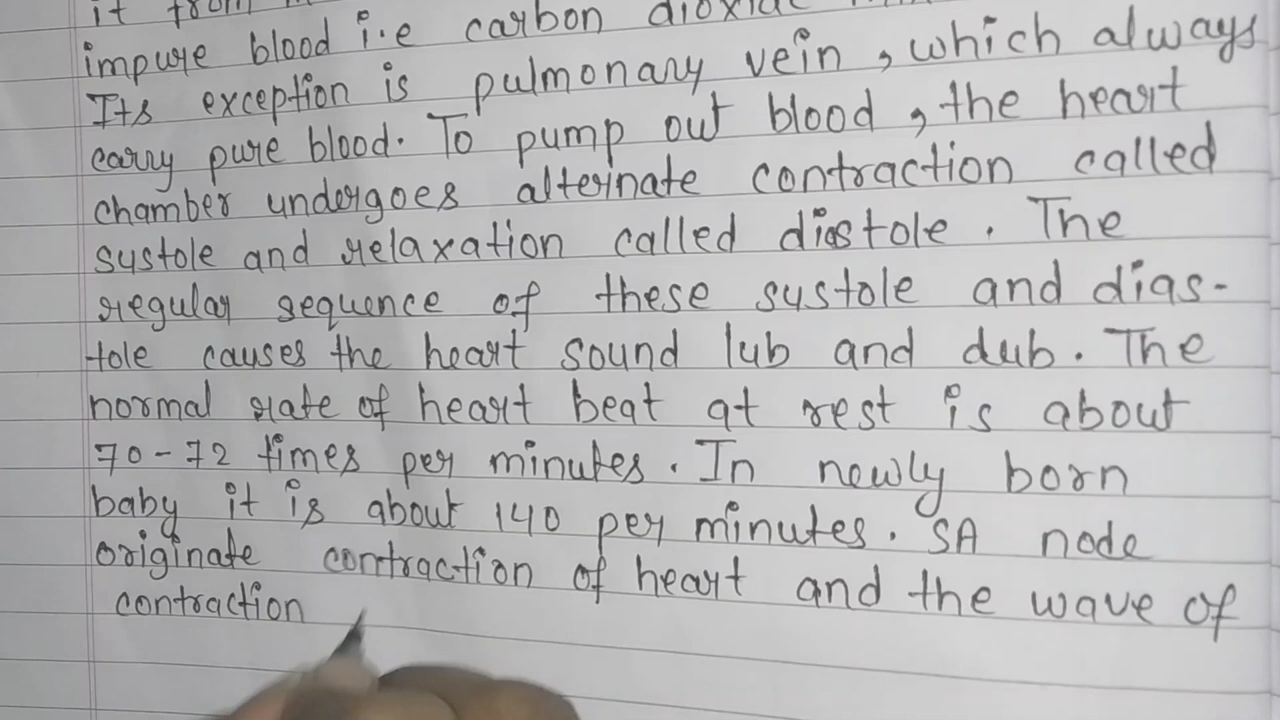 it from
impure blood i.e carbon dioxide
Its exception is pulmonary vein, which always
carry pure blood. To pump out blood, the heart
chamber undergoes alternate contraction called
systole and relaxation called diastole. The
regular sequence of these systole and dias-
tole causes the heart sound lub and dub. The
normal rate of heart beat at rest is about
70-72 times per minutes. In newly born
baby it is about 140 per minutes. SA node
originate contraction of heart and the wave of
contraction